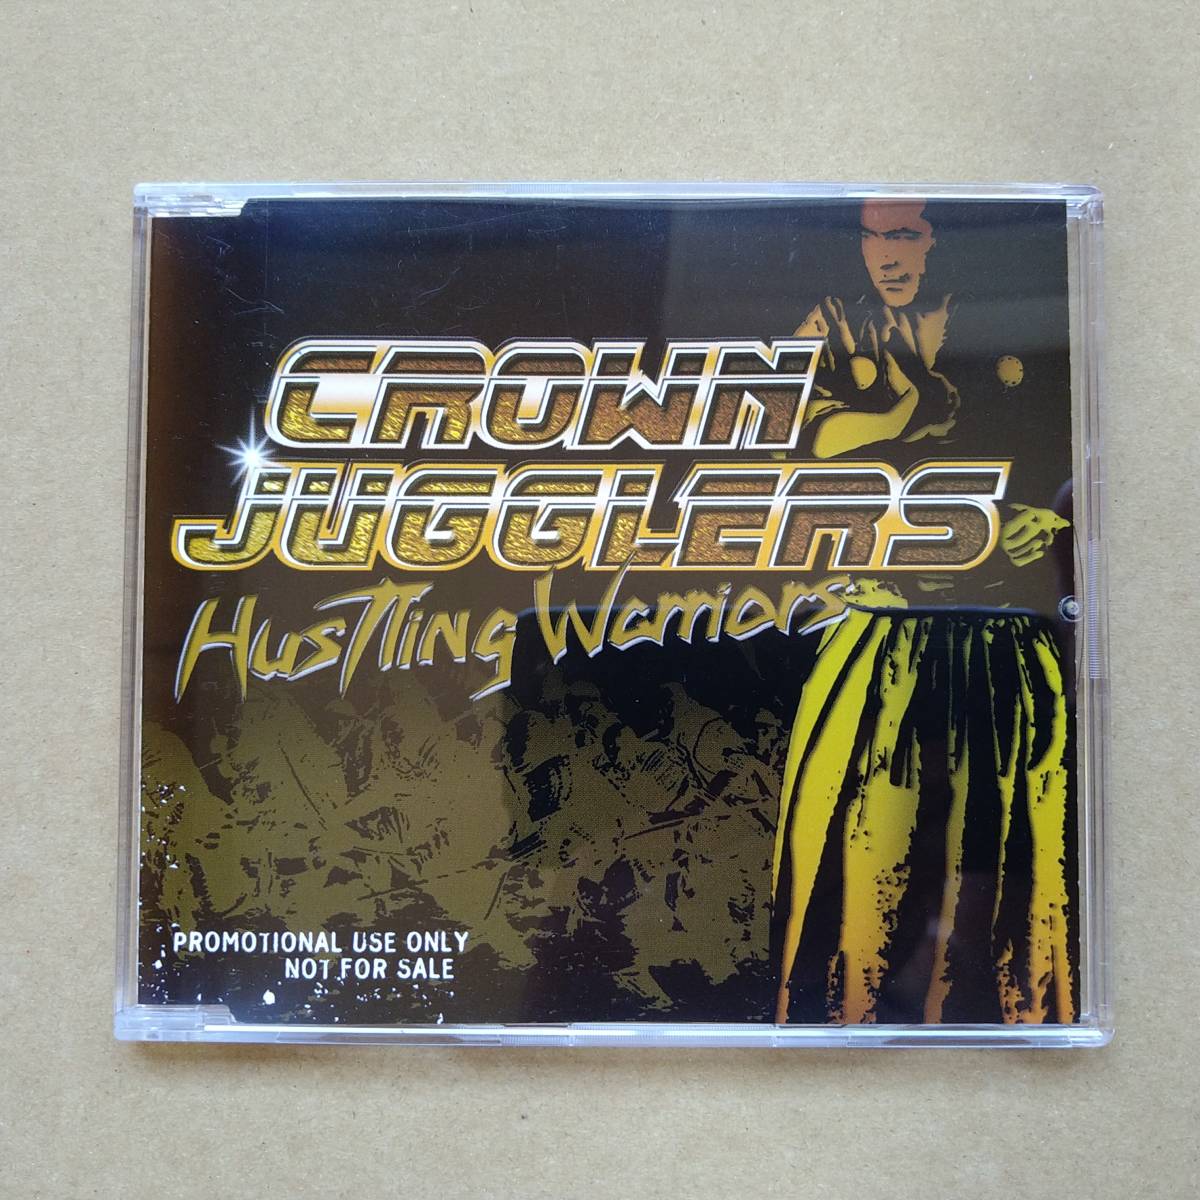 CROWN
JUGGLERS
Hustling Warriors
PROMOTIONAL USE ONLY
NOT FOR SALE